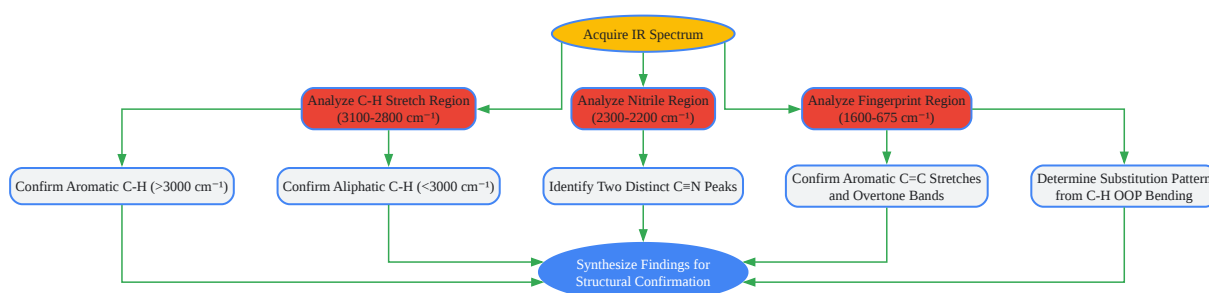 Acquire IR Spectrum
Analyze C-H Stretch Region
(3100-2800 cm⁻¹)
Analyze Nitrile Region
(2300-2200 cm⁻¹)
Analyze Fingerprint Region
(1600-675 cm⁻¹)
Confirm Aromatic C-H (>3000 cm⁻¹)
Confirm Aliphatic C-H (<3000 cm⁻¹)
Identify Two Distinct C≡N Peaks
Confirm Aromatic C=C Stretches
and Overtone Bands
Determine Substitution Pattern
from C-H OOP Bending
Synthesize Findings for
Structural Confirmation